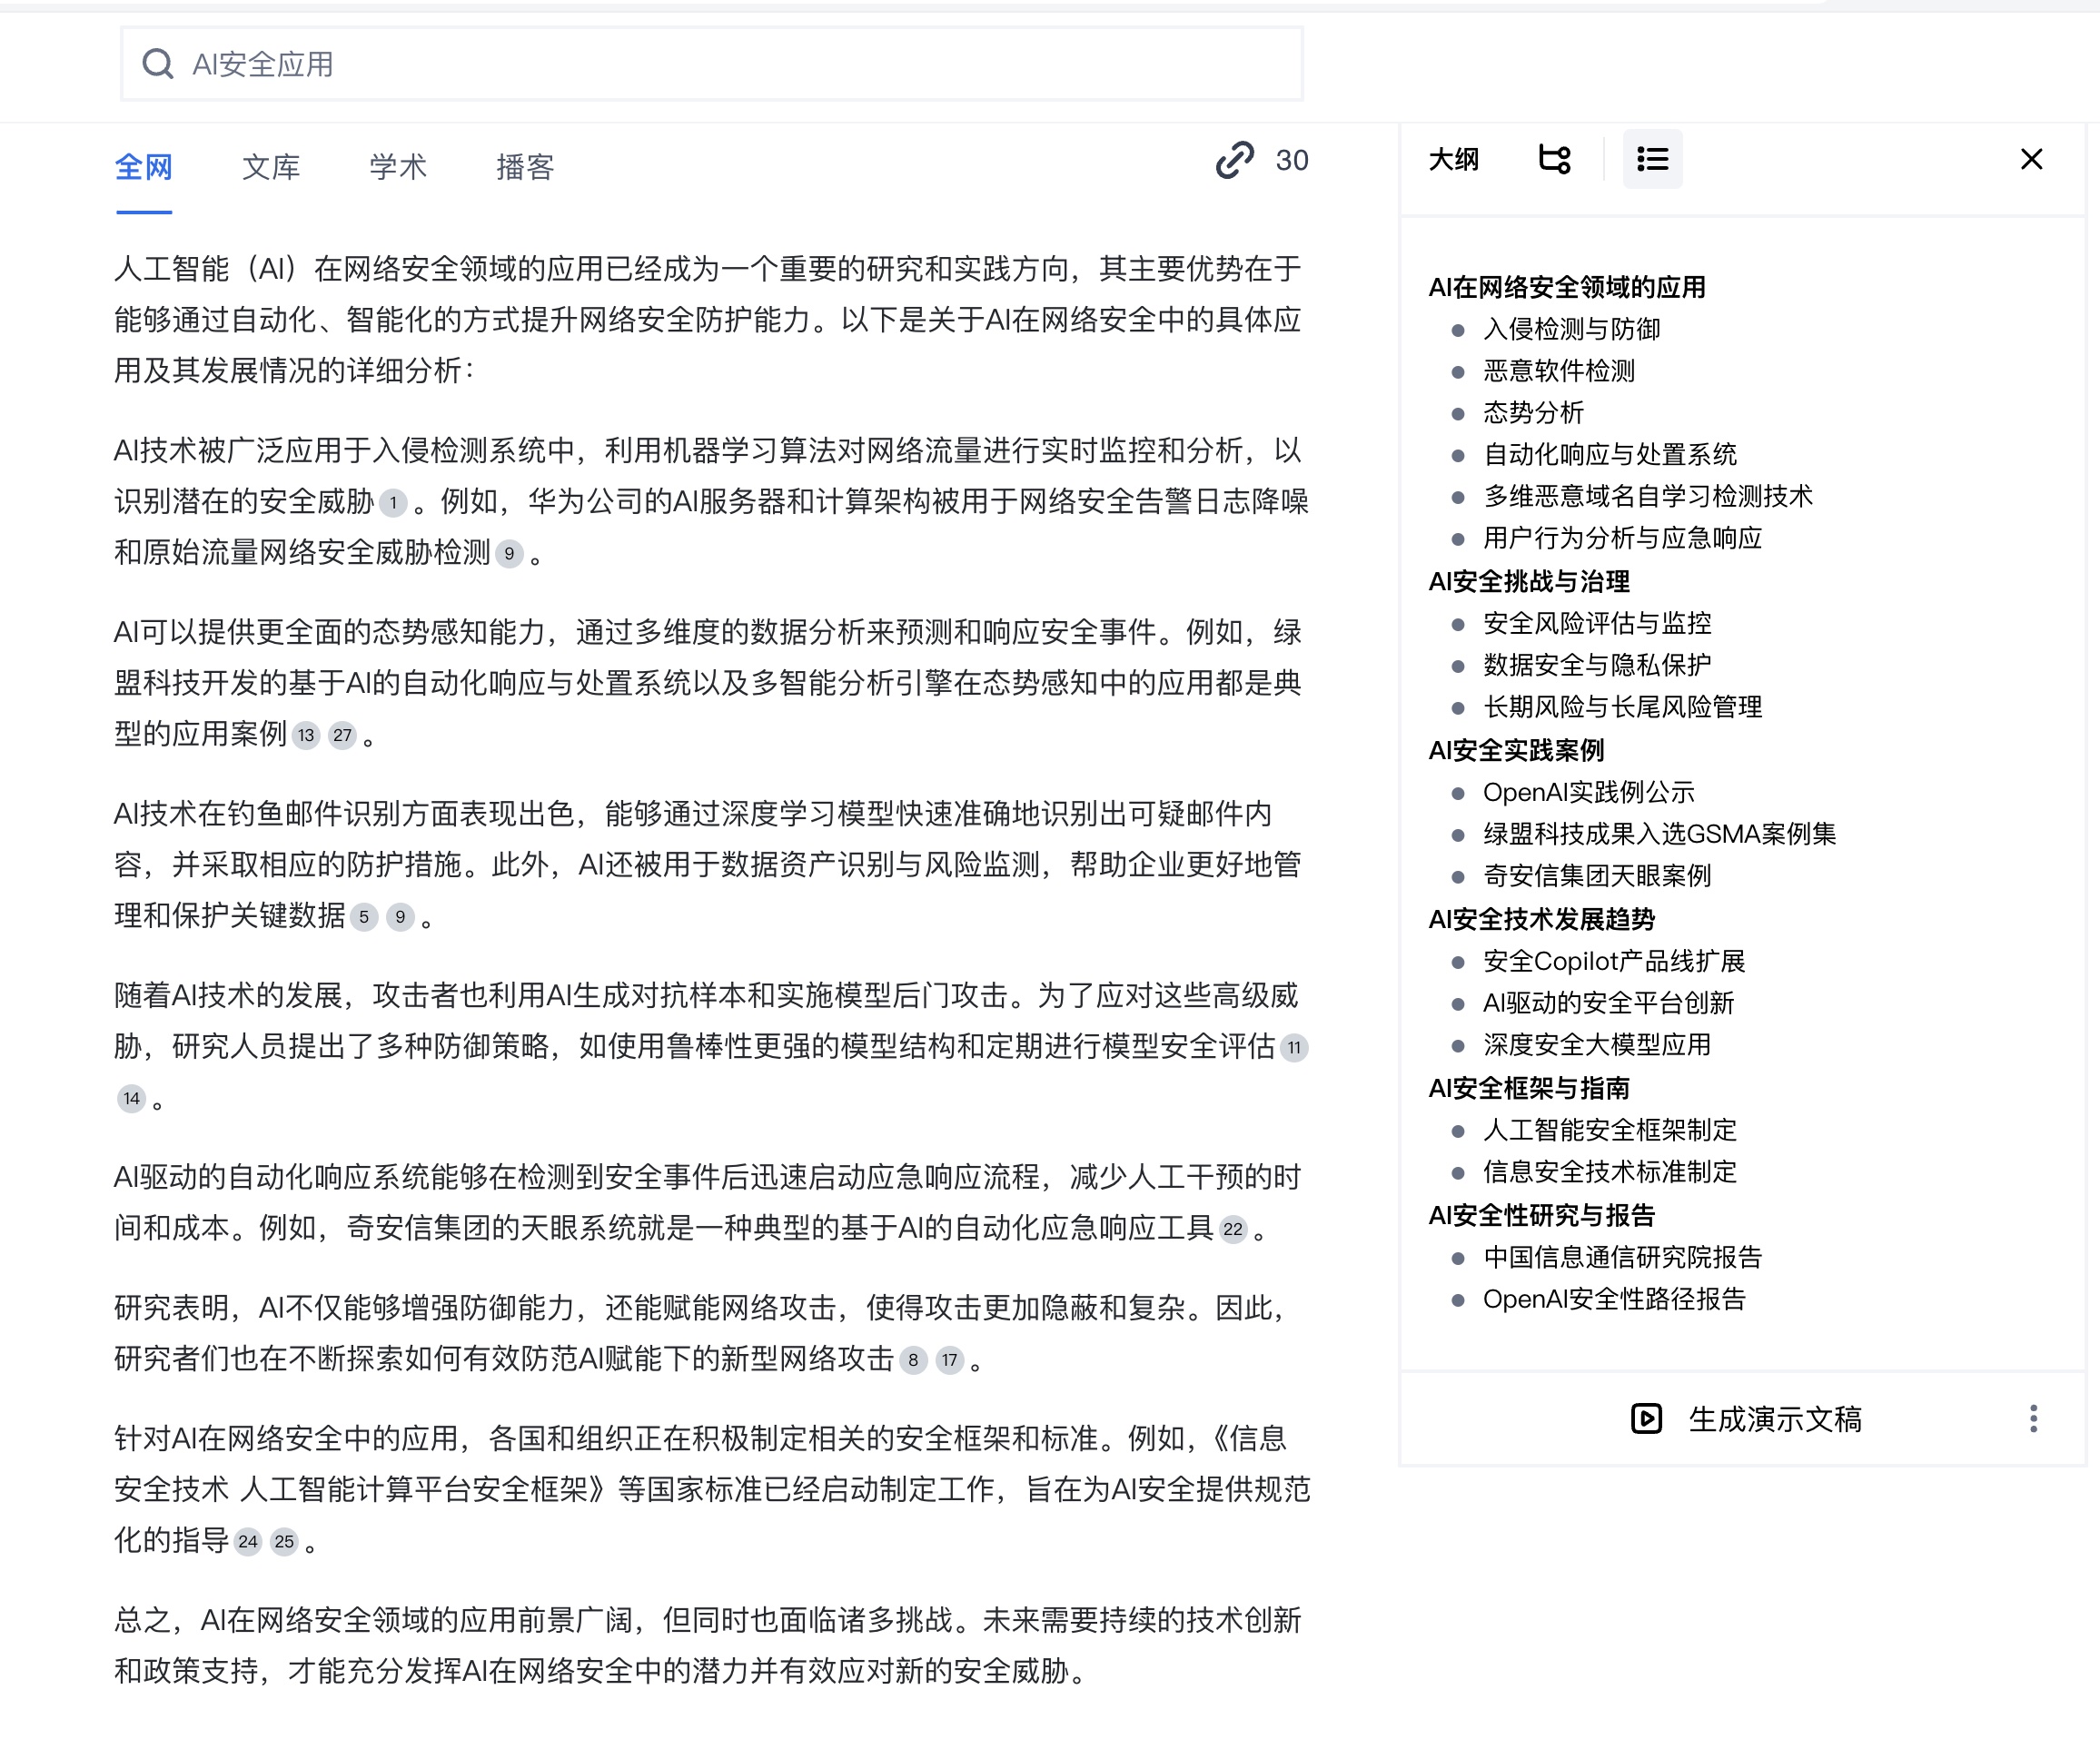 AI安全应用
全网 文库 学术 播客 30
人工智能（AI）在网络安全领域的应用已经成为一个重要的研究和实践方向，其主要优势在于
能够通过自动化、智能化的方式提升网络安全防护能力。以下是关于AI在网络安全中的具体应
用及其发展情况的详细分析：
AI技术被广泛应用于入侵检测系统中，利用机器学习算法对网络流量进行实时监控和分析，以
识别潜在的安全威胁 1 。例如，华为公司的AI服务器和计算架构被用于网络安全告警日志降噪
和原始流量网络安全威胁检测 9 。
AI可以提供更全面的态势感知能力，通过多维度的数据分析来预测和响应安全事件。例如，绿
盟科技开发的基于AI的自动化响应与处置系统以及多智能分析引擎在态势感知中的应用都是典
型的应用案例 13 27 。
AI技术在钓鱼邮件识别方面表现出色，能够通过深度学习模型快速准确地识别出可疑邮件内
容，并采取相应的防护措施。此外，AI还被用于数据资产识别与风险监测，帮助企业更好地管
理和保护关键数据 5 9 。
随着AI技术的发展，攻击者也利用AI生成对抗样本和实施模型后门攻击。为了应对这些高级威
胁，研究人员提出了多种防御策略，如使用鲁棒性更强的模型结构和定期进行模型安全评估 11
14 。
AI驱动的自动化响应系统能够在检测到安全事件后迅速启动应急响应流程，减少人工干预的时
间和成本。例如，奇安信集团的天眼系统就是一种典型的基于AI的自动化应急响应工具 22 。
研究表明，AI不仅能够增强防御能力，还能赋能网络攻击，使得攻击更加隐蔽和复杂。因此，
研究者们也在不断探索如何有效防范AI赋能下的新型网络攻击 8 17 。
针对AI在网络安全中的应用，各国和组织正在积极制定相关的安全框架和标准。例如，《信息
安全技术 人工智能计算平台安全框架》等国家标准已经启动制定工作，旨在为AI安全提供规范
化的指导 24 25 。
总之，AI在网络安全领域的应用前景广阔，但同时也面临诸多挑战。未来需要持续的技术创新
和政策支持，才能充分发挥AI在网络安全中的潜力并有效应对新的安全威胁。
大纲
AI在网络安全领域的应用
入侵检测与防御
恶意软件检测
态势分析
自动化响应与处置系统
多维恶意域名自学习检测技术
用户行为分析与应急响应
AI安全挑战与治理
安全风险评估与监控
数据安全与隐私保护
长期风险与长尾风险管理
AI安全实践案例
OpenAI实践例公示
绿盟科技成果入选GSMA案例集
奇安信集团天眼案例
AI安全技术发展趋势
安全Copilot产品线扩展
AI驱动的安全平台创新
深度安全大模型应用
AI安全框架与指南
人工智能安全框架制定
信息安全技术标准制定
AI安全性研究与报告
中国信息通信研究院报告
OpenAI安全性路径报告
生成演示文稿